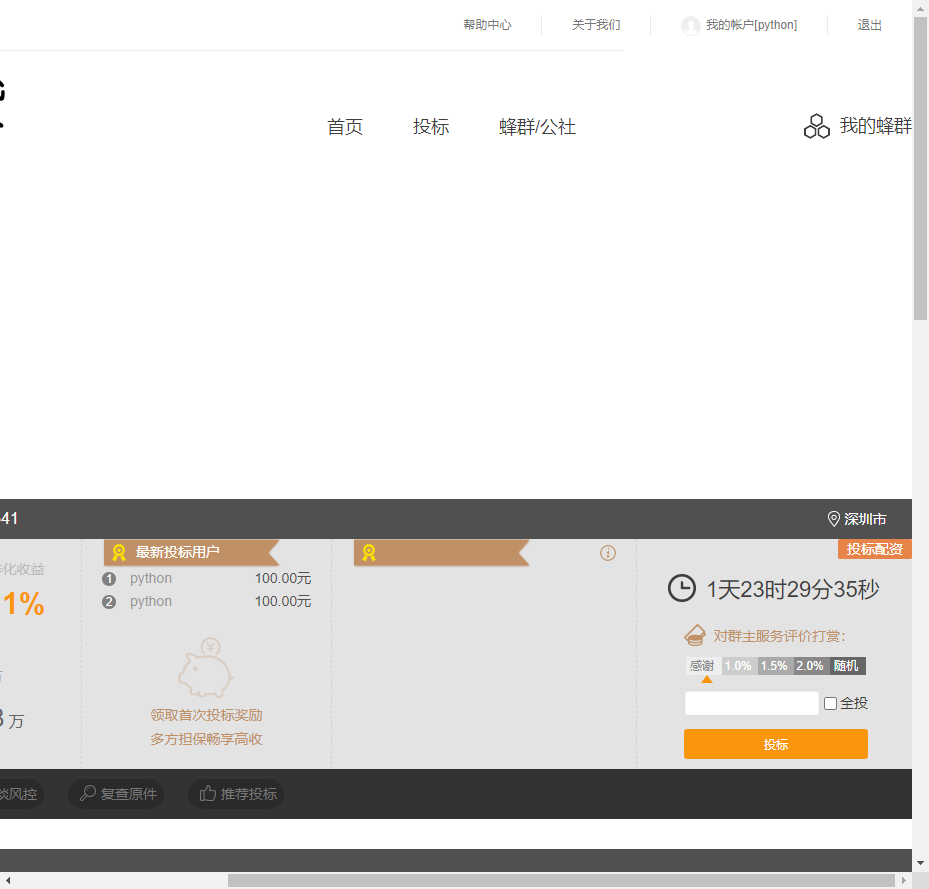 帮助中心 关于我们 我的帐户[python] 退出
首页 投标 蜂群/公社 我的蜂群
41 深圳市
最新投标用户 投标配资
化收益
1 python 100.00元
1%
2 python 100.00元
1天23时29分35秒
对群主服务评价打赏：
感谢 1.0% 1.5% 2.0% 随机
万
全投
领取首次投标奖励
多方担保畅享高收
投标
谈风控 复查原件 推荐投标